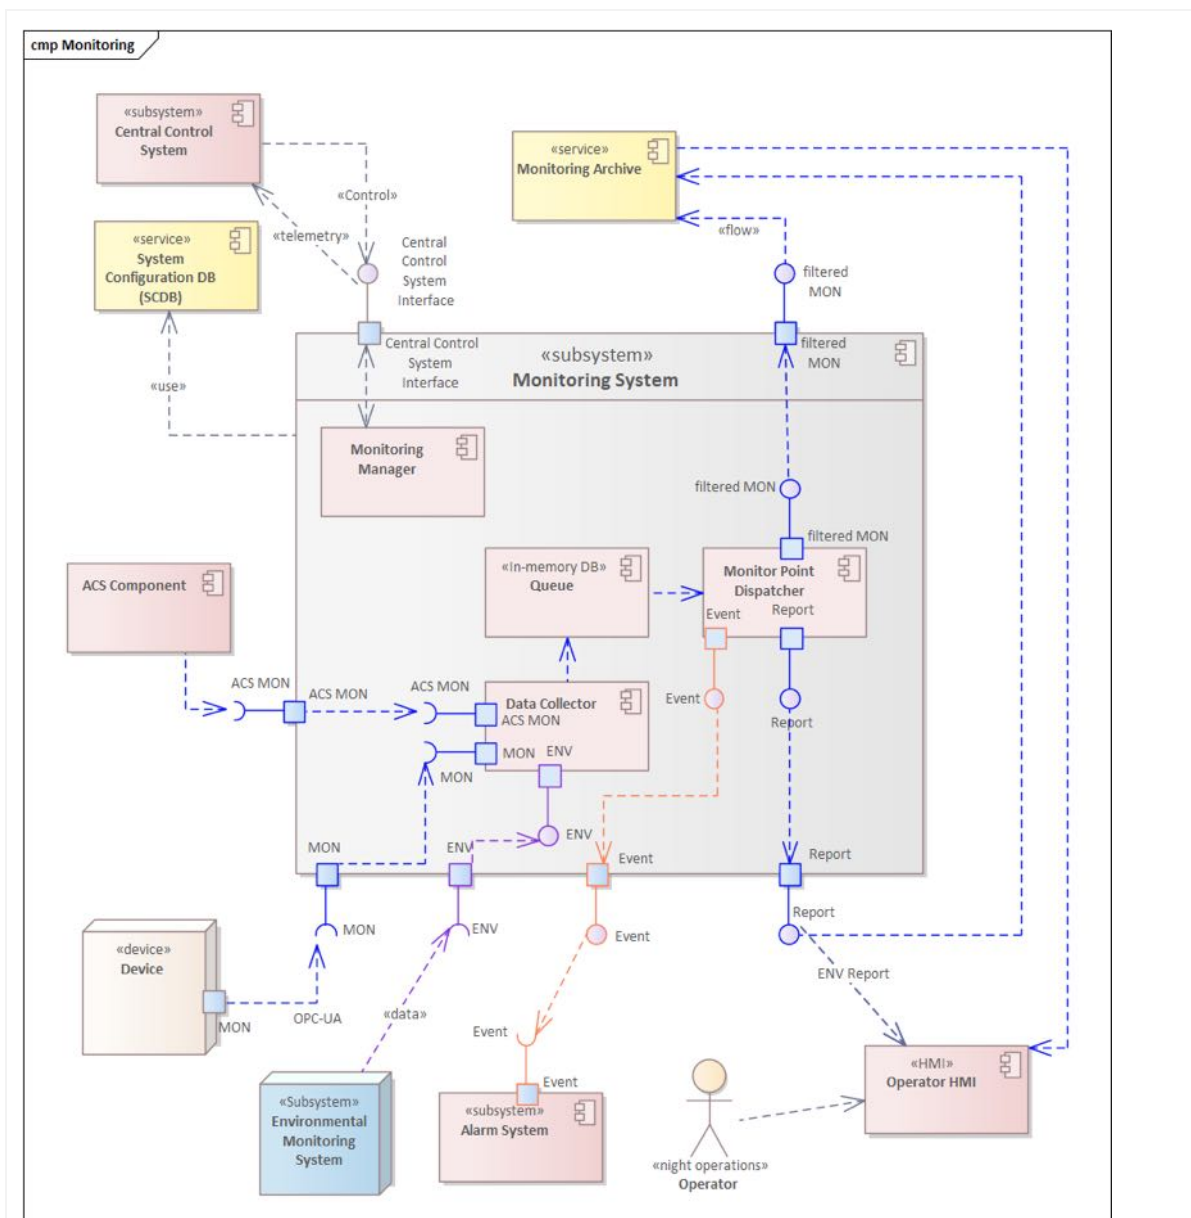 cmp Monitoring
«subsystem»
Central Control
System
«service»
Monitoring Archive
«Control»
«telemetry»
«flow»
«service»
System
Configuration DB
(SCDB)
Central
Control
System
Interface
filtered
MON
Central Control
System
Interface
«subsystem»
Monitoring System
filtered
MON
«use»
Monitoring
Manager
filtered MON
filtered MON
ACS Component
«In-memory DB»
Queue
Monitor Point
Dispatcher
Event
Report
ACS MON
ACS MON
ACS MON
Data Collector
ACS MON
Event
Report
MON
ENV
MON
ENV
MON
ENV
Event
Report
«device»
Device
MON
MON
ENV
Event
Report
OPC-UA
«data»
ENV Report
Event
«Subsystem»
Environmental
Monitoring
System
Event
«subsystem»
Alarm System
«HMI»
Operator HMI
«night operations»
Operator